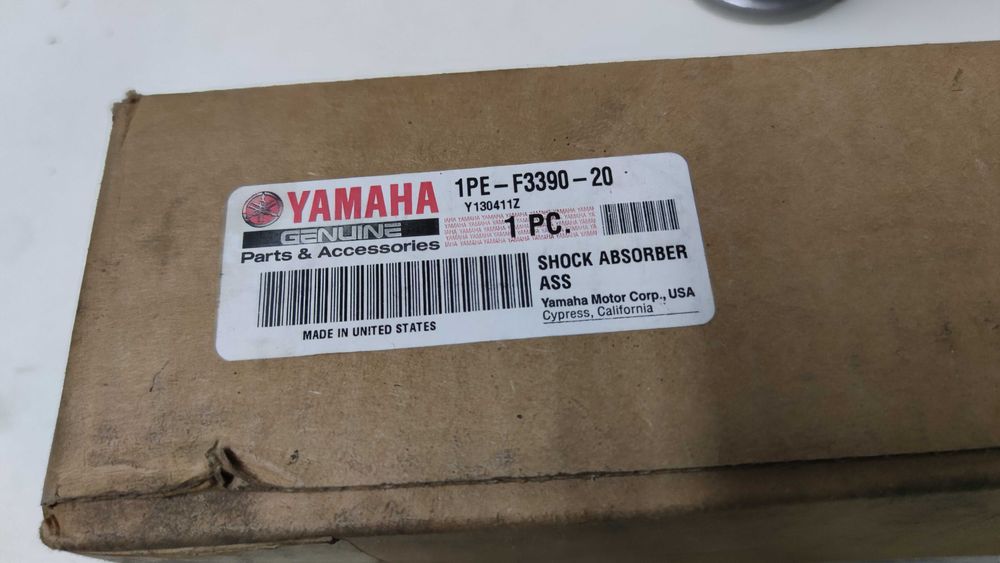 YAMAHA
GENUINE
Parts & Accessories
1PE-F3390-20
Y130411Z
1 PC.
SHOCK ABSORBER
ASS
Yamaha Motor Corp., USA
Cypress, California
MADE IN UNITED STATES